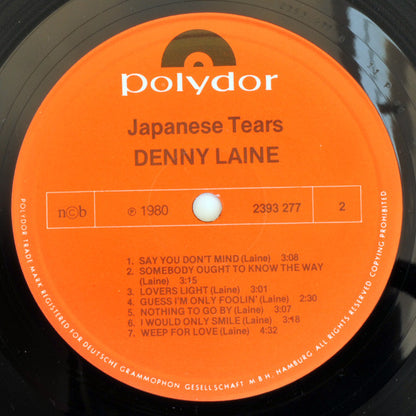 polydor
Japanese Tears
DENNY LAINE
n©b ℗ 1980 2393 277 2
1. SAY YOU DON'T MIND (Laine) 3:08
2. SOMEBODY OUGHT TO KNOW THE WAY
(Laine) 3:15
3. LOVERS LIGHT (Laine) 3:01
4. GUESS I'M ONLY FOOLIN' (Laine) 2:30
5. NOTHING TO GO BY (Laine) 3:07
6. I WOULD ONLY SMILE (Laine) 3:18
7. WEEP FOR LOVE (Laine) 4:32
POLYDOR TRADE MARK REGISTERED FOR DEUTSCHE GRAMMOPHON GESELLSCHAFT M.B.H. HAMBURG ALL RIGHTS RESERVED COPYING PROHIBITED